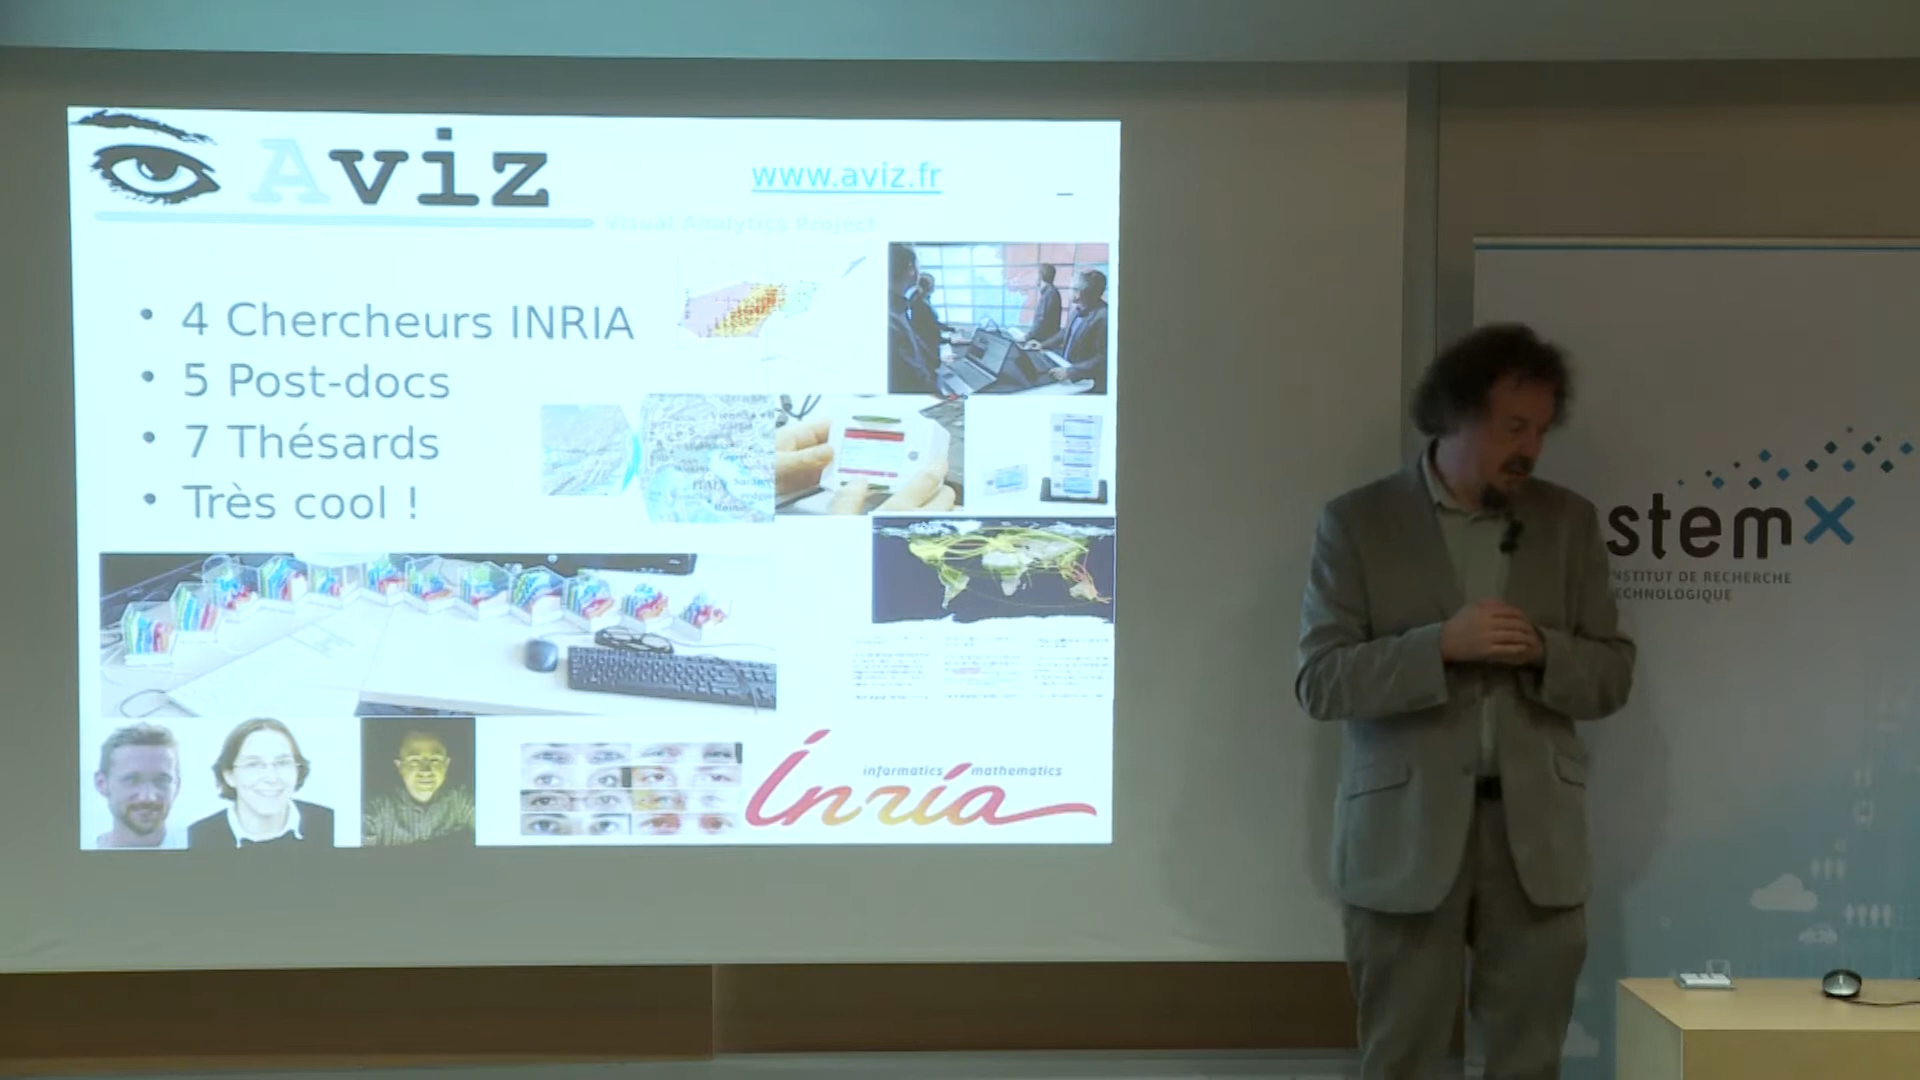 Aviz
www.aviz.fr
Visual Analytics Project
• 4 Chercheurs INRIA
• 5 Post-docs
• 7 Thésards
• Très cool !
informatics mathematics
Inria
stemX
INSTITUT DE RECHERCHE
TECHNOLOGIQUE